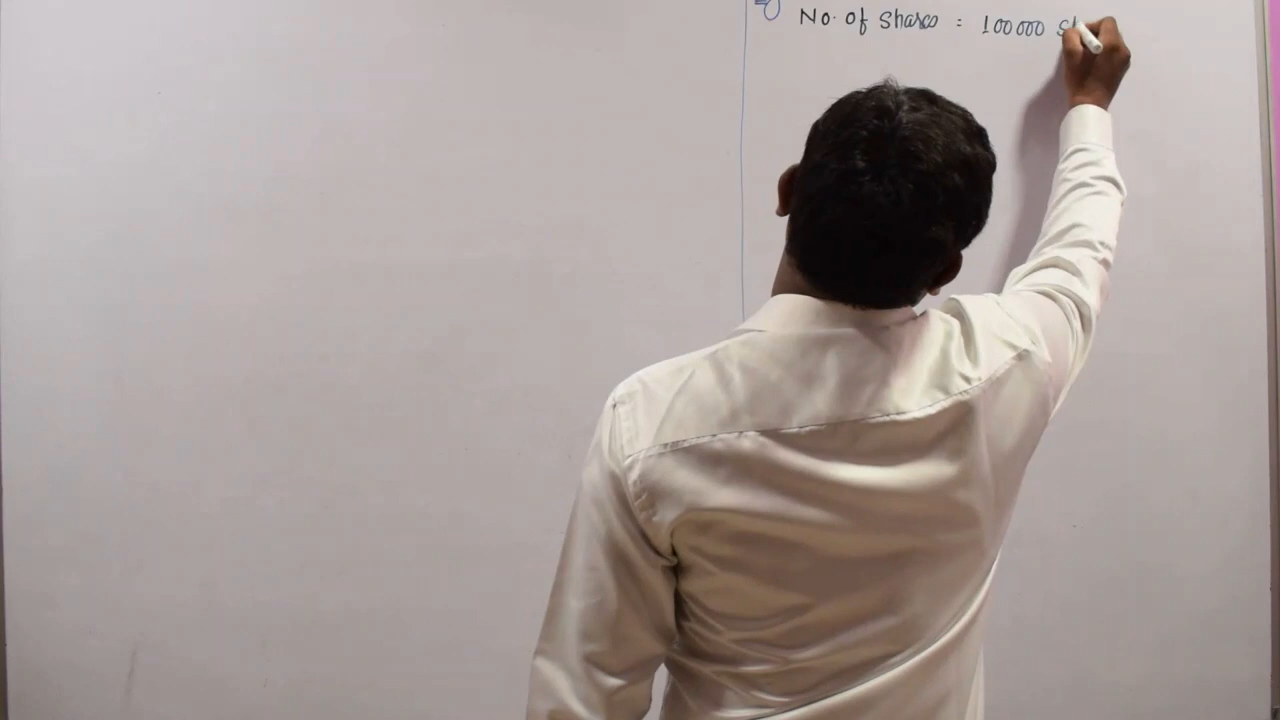 No. of shares = 100000